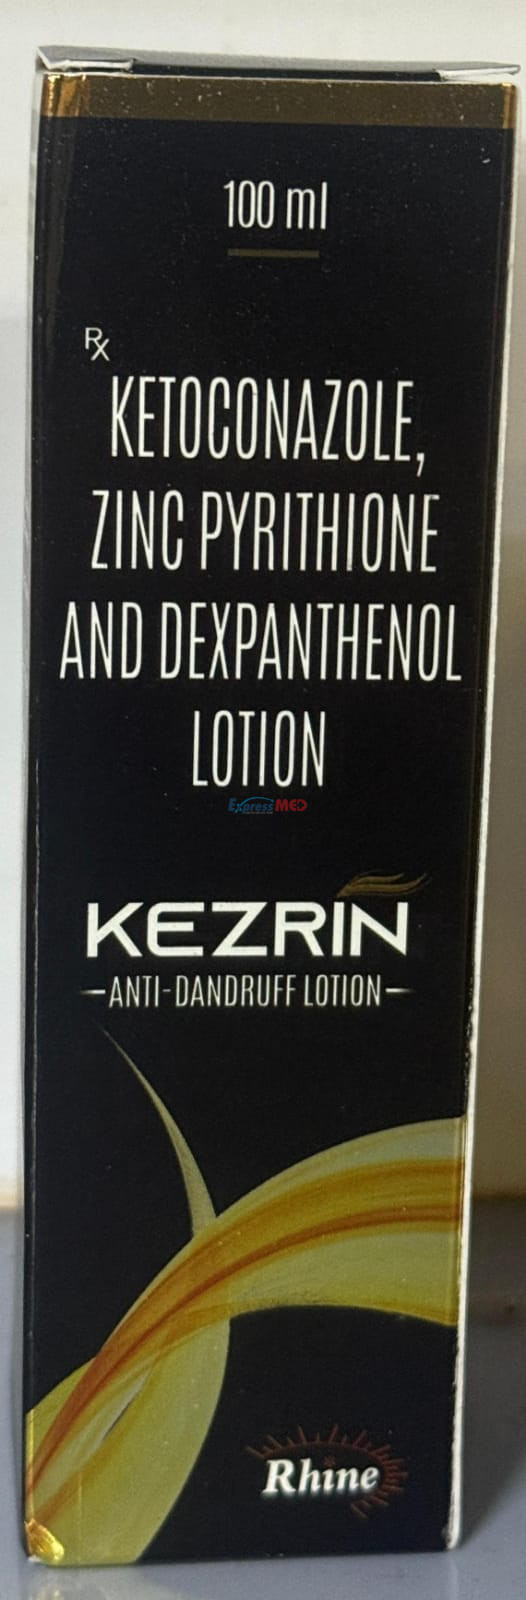 100 ml
Rx
KETOCONAZOLE,
ZINC PYRITHIONE
AND DEXPANTHENOL
LOTION
ExpressMED
KEZRIN
ANTI-DANDRUFF LOTION
Rhine